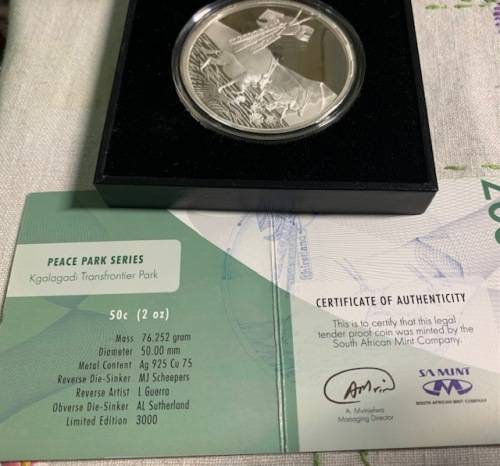 PEACE PARK SERIES
Kgalagadi Transfrontier Park
50c (2 oz)
Mass 76.252 gram
Diameter 50.00 mm
Metal Content Ag 925 Cu 75
Reverse Die-Sinker MJ Scheepers
Reverse Artist L Guerra
Obverse Die-Sinker AL Sutherland
Limited Edition 3000
CERTIFICATE OF AUTHENTICITY
This is to certify that this legal
tender proof coin was minted by the
South African Mint Company.
A. Mvinjelwa
Managing Director
SA MINT
SOUTH AFRICAN MINT COMPANY